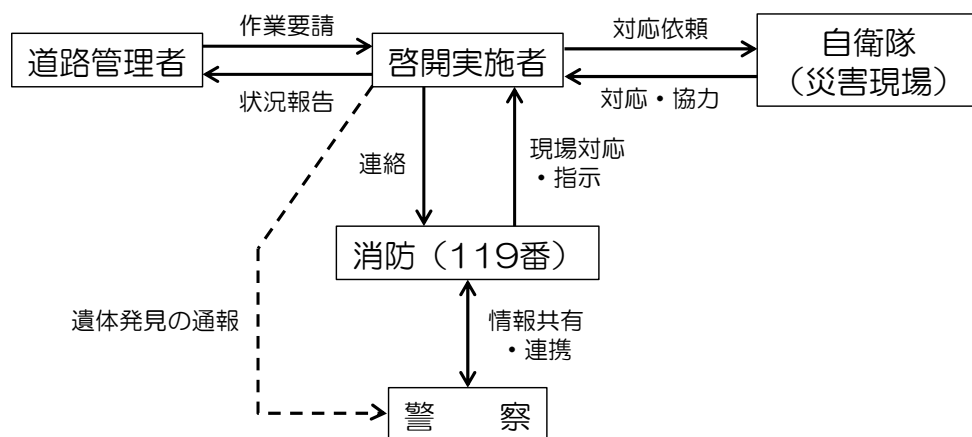 作業要請
対応依頼
道路管理者
啓開実施者
自衛隊
（災害現場）
状況報告
対応・協力
連絡
現場対応
・指示
消防（119番）
遺体発見の通報
情報共有
・連携
警　　察